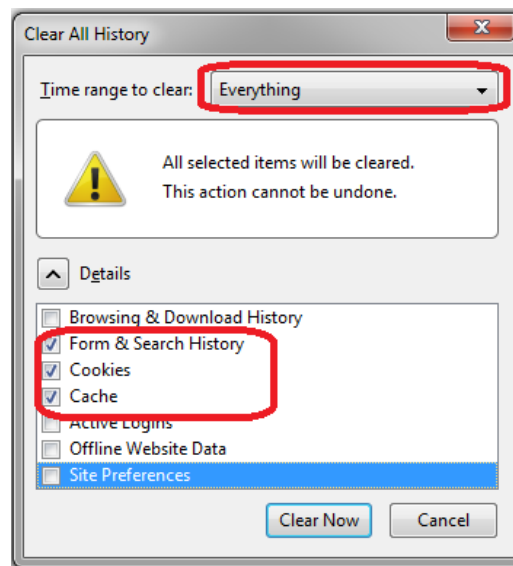 Clear All History
Time range to clear: Everything
All selected items will be cleared.
This action cannot be undone.
Details
Browsing & Download History
Form & Search History
Cookies
Cache
Active Logins
Offline Website Data
Site Preferences
Clear Now Cancel